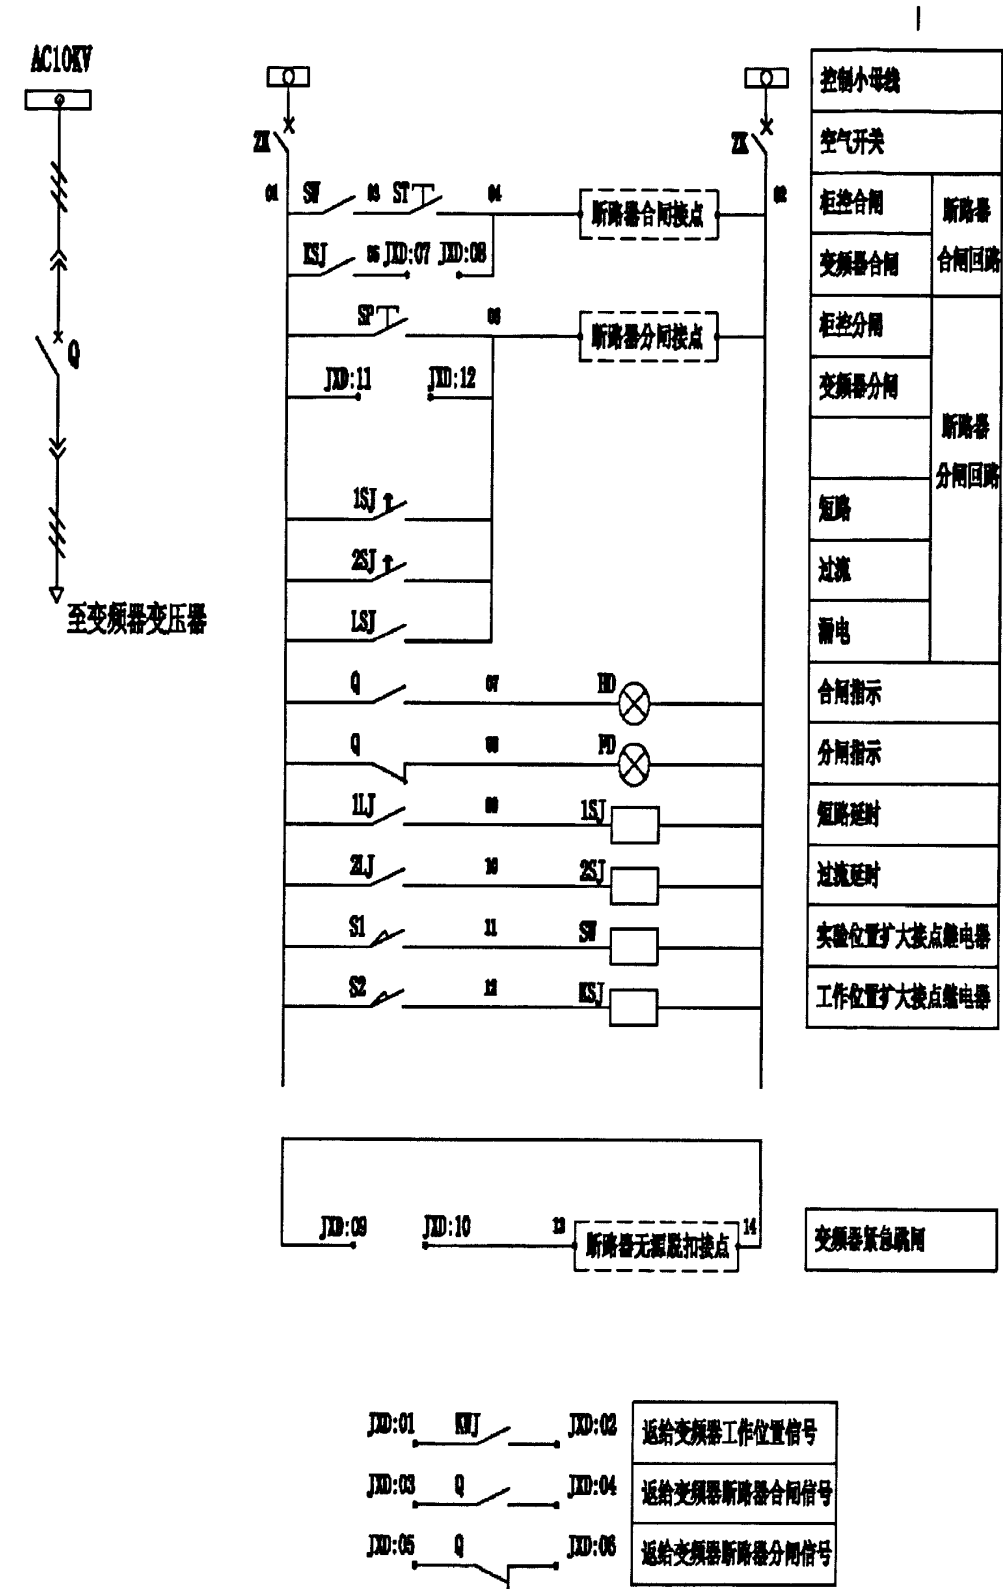 AC10KV
控制小母线
空气开关
ZK
ZK
01
SW
03
ST
04
断路器合闸接点
02
柜控合闸
断路器
合闸回路
KSJ
05
JXD:07
JXD:08
变频器合闸
SP
06
断路器分闸接点
柜控分闸
Q
JXD:11
JXD:12
变频器分闸
断路器
分闸回路
1SJ
短路
2SJ
过流
至变频器变压器
LSJ
漏电
Q
07
HD
合闸指示
Q
08
FD
分闸指示
1LJ
09
1SJ
短路延时
2LJ
10
2SJ
过流延时
S1
11
SW
实验位置扩大接点继电器
S2
12
KSJ
工作位置扩大接点继电器
JXD:09
JXD:10
13
断路器无源脱扣接点
14
变频器紧急跳闸
JXD:01
KWJ
JXD:02
返给变频器工作位置信号
JXD:03
Q
JXD:04
返给变频器断路器合闸信号
JXD:05
Q
JXD:06
返给变频器断路器分闸信号